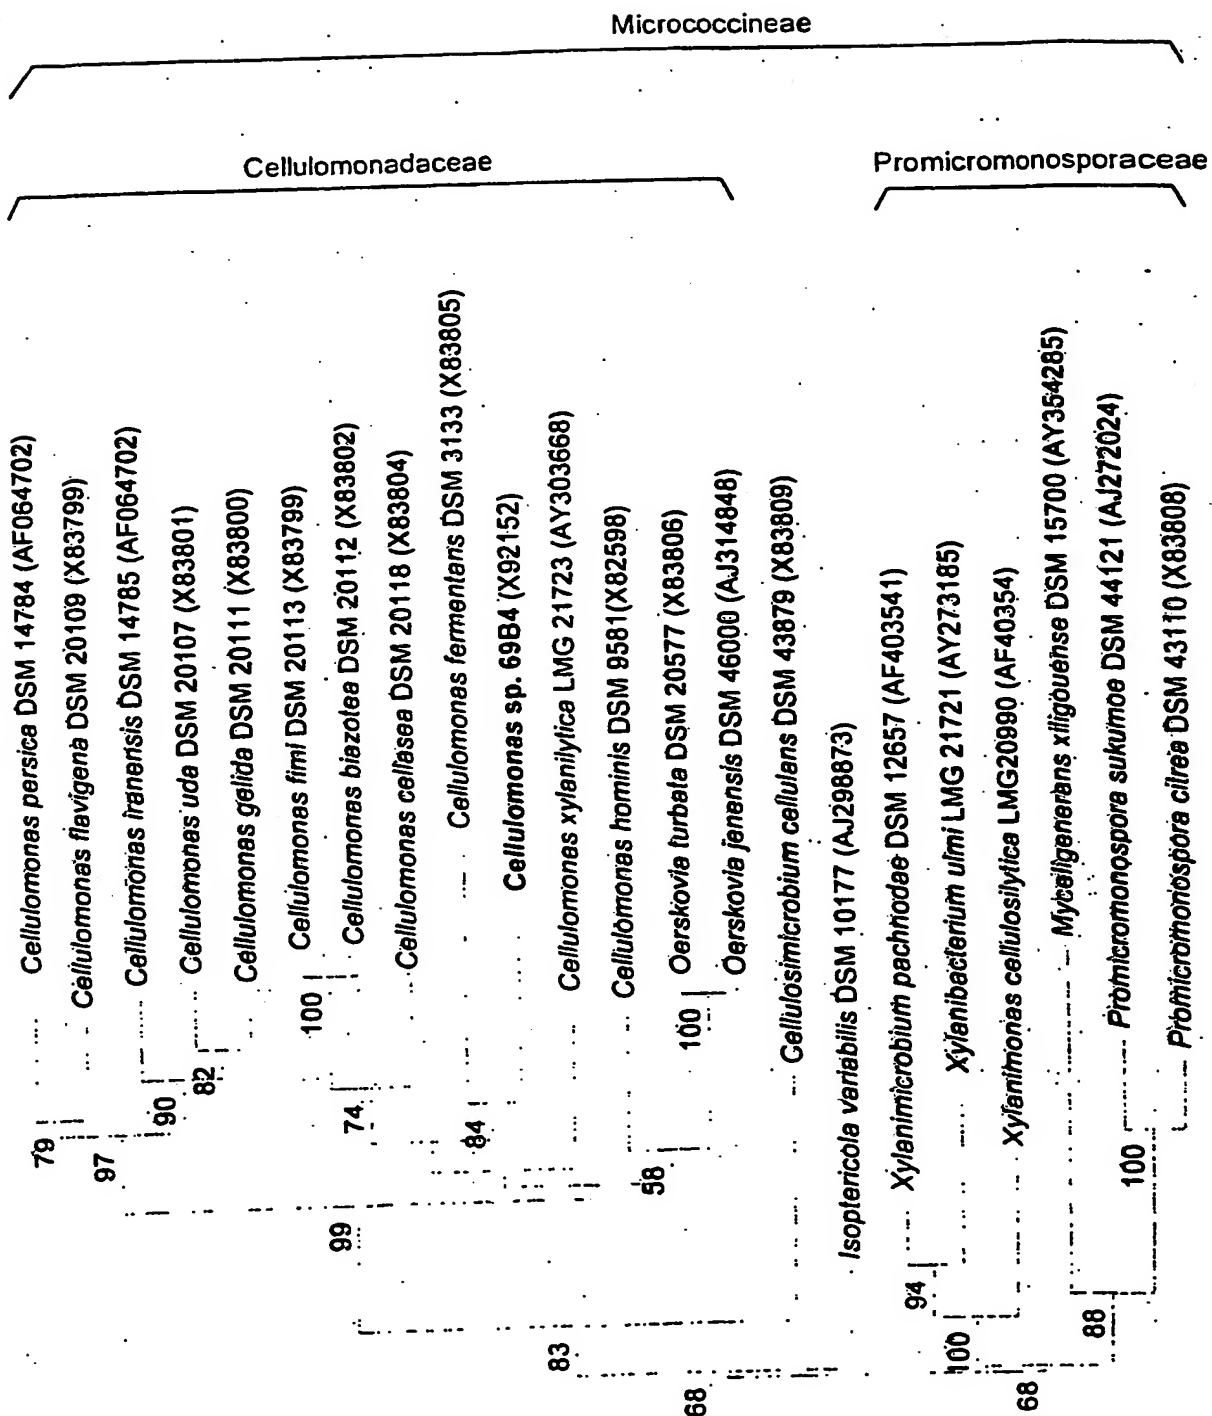 Micrococcineae
Cellulomonadaceae
Promicromonosporaceae
Cellulomonas persica DSM 14784 (AF064702)
Cellulomonas flavigena DSM 20109 (X83799)
Cellulomonas iranensis DSM 14785 (AF064702)
Cellulomonas uda DSM 20107 (X83801)
Cellulomonas gelida DSM 20111 (X83800)
Cellulomonas fimi DSM 20113 (X83799)
Cellulomonas biazotea DSM 20112 (X83802)
Cellulomonas cellasea DSM 20118 (X83804)
Cellulomonas fermentans DSM 3133 (X83805)
Cellulomonas sp. 69B4 (X92152)
Cellulomonas xylanilytica LMG 21723 (AY303668)
Cellulomonas hominis DSM 9581(X82598)
Oerskovia turbata DSM 20577 (X83806)
Oerskovia jenensis DSM 46000 (AJ314848)
Cellulosimicrobium cellulans DSM 43879 (X83809)
Isoptericola variabilis DSM 10177 (AJ298873)
Xylanimicrobium pachnodae DSM 12657 (AF403541)
Xylanibacterium ulmi LMG 21721 (AY273185)
Xylanimonas cellulosilytica LMG20990 (AF40354)
Myceligenerans xiligouense DSM 15700 (AY354285)
Promicromonospora sukumoe DSM 44121 (AJ272024)
Promicromonospora citrea DSM 43110 (X83808)
79
97
90
82
100
74
84
58
100
99
83
68
94
100
68
88
100